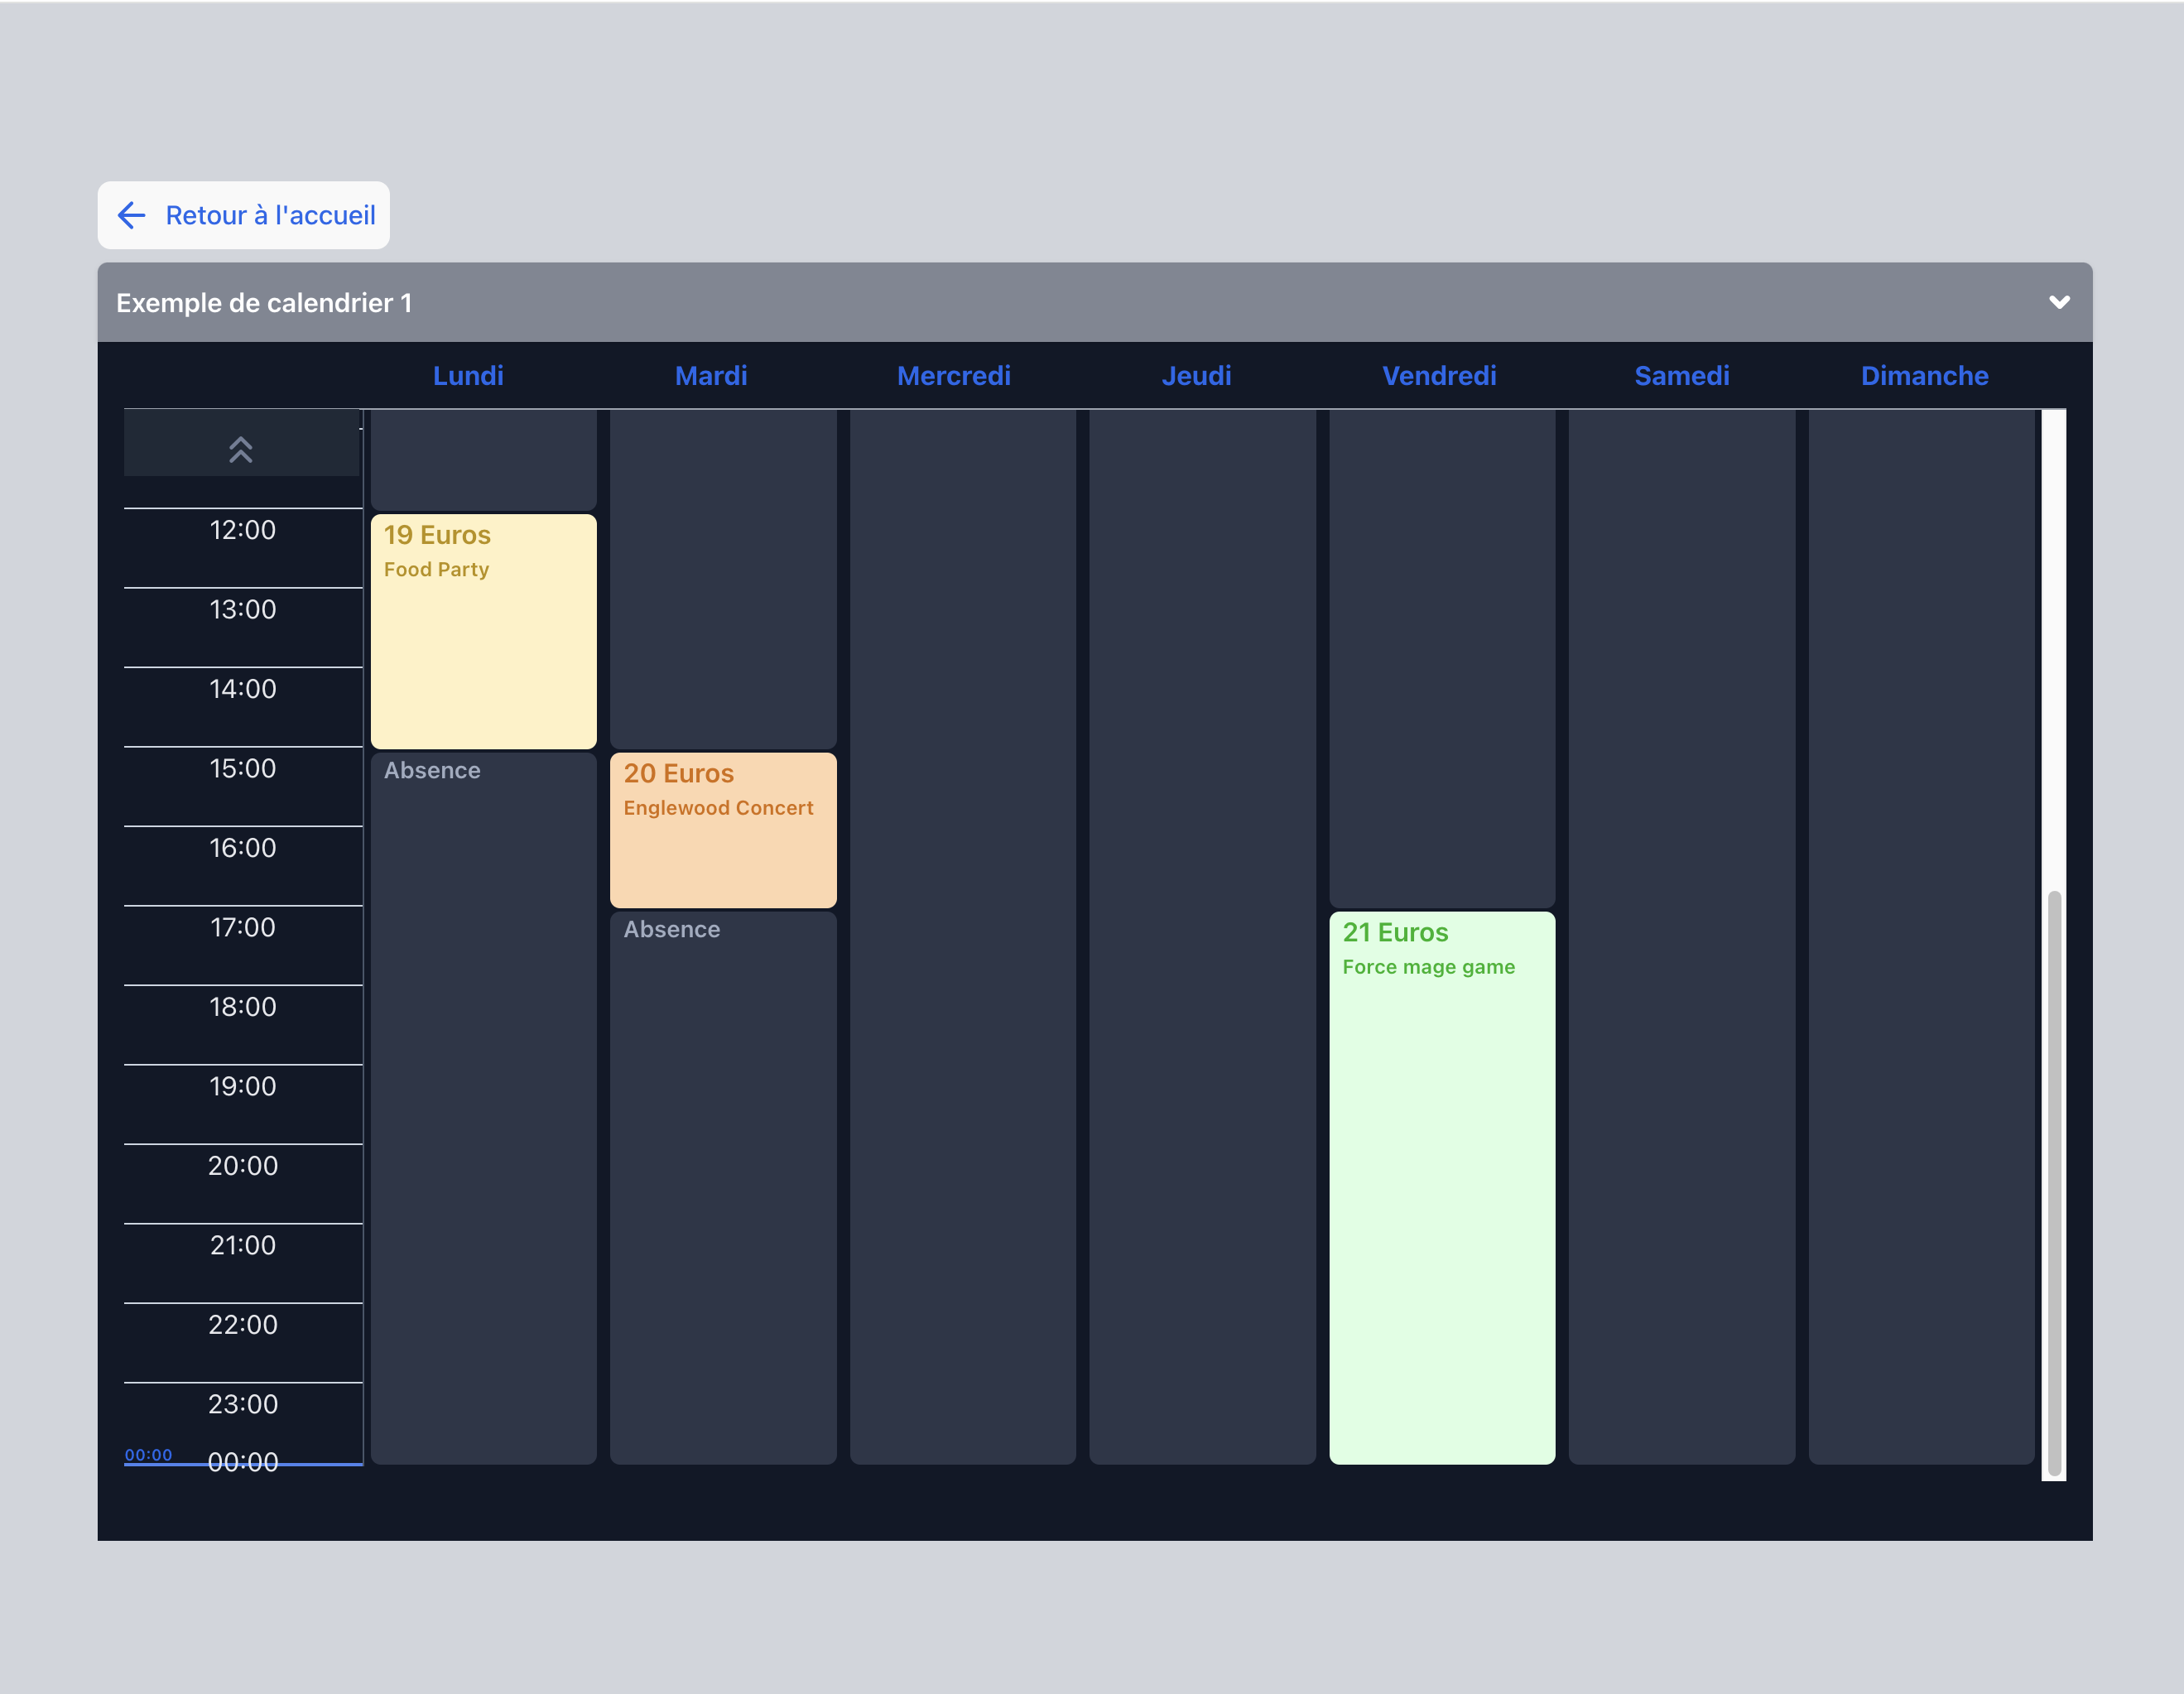 Retour à l'accueil
Exemple de calendrier 1
Lundi Mardi Mercredi Jeudi Vendredi Samedi Dimanche
12:00
19 Euros
Food Party
13:00
14:00
15:00
Absence
20 Euros
Englewood Concert
16:00
17:00
Absence
21 Euros
Force mage game
18:00
19:00
20:00
21:00
22:00
23:00
00:00
00:00